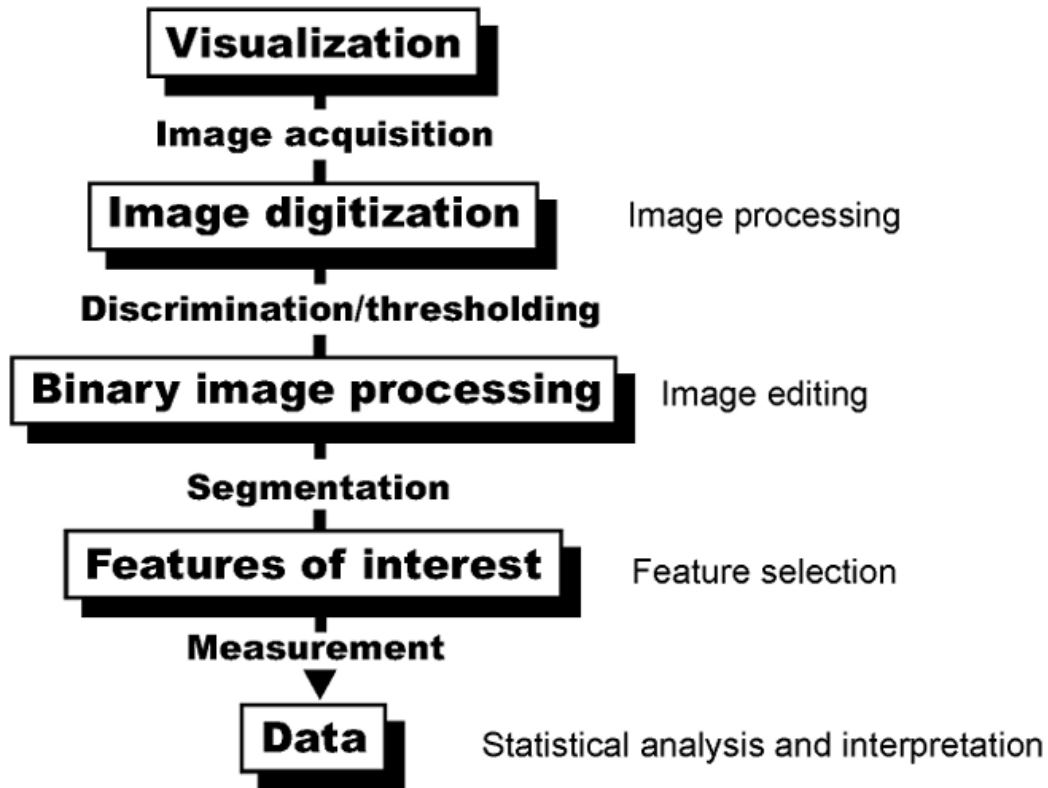 Visualization
Image acquisition
Image digitization
Image processing
Discrimination/thresholding
Binary image processing
Image editing
Segmentation
Features of interest
Feature selection
Measurement
Data
Statistical analysis and interpretation